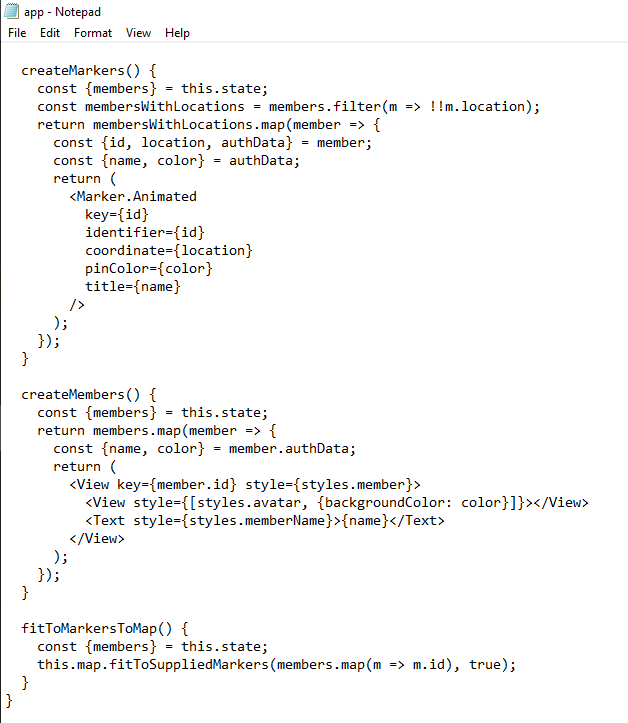 app - Notepad
File Edit Format View Help
  createMarkers() {
    const {members} = this.state;
    const membersWithLocations = members.filter(m => !!m.location);
    return membersWithLocations.map(member => {
      const {id, location, authData} = member;
      const {name, color} = authData;
      return (
        <Marker.Animated
          key={id}
          identifier={id}
          coordinate={location}
          pinColor={color}
          title={name}
        />
      );
    });
  }

  createMembers() {
    const {members} = this.state;
    return members.map(member => {
      const {name, color} = member.authData;
      return (
        <View key={member.id} style={styles.member}>
          <View style={[styles.avatar, {backgroundColor: color}]}></View>
          <Text style={styles.memberName}>{name}</Text>
        </View>
      );
    });
  }

  fitToMarkersToMap() {
    const {members} = this.state;
    this.map.fitToSuppliedMarkers(members.map(m => m.id), true);
  }
}